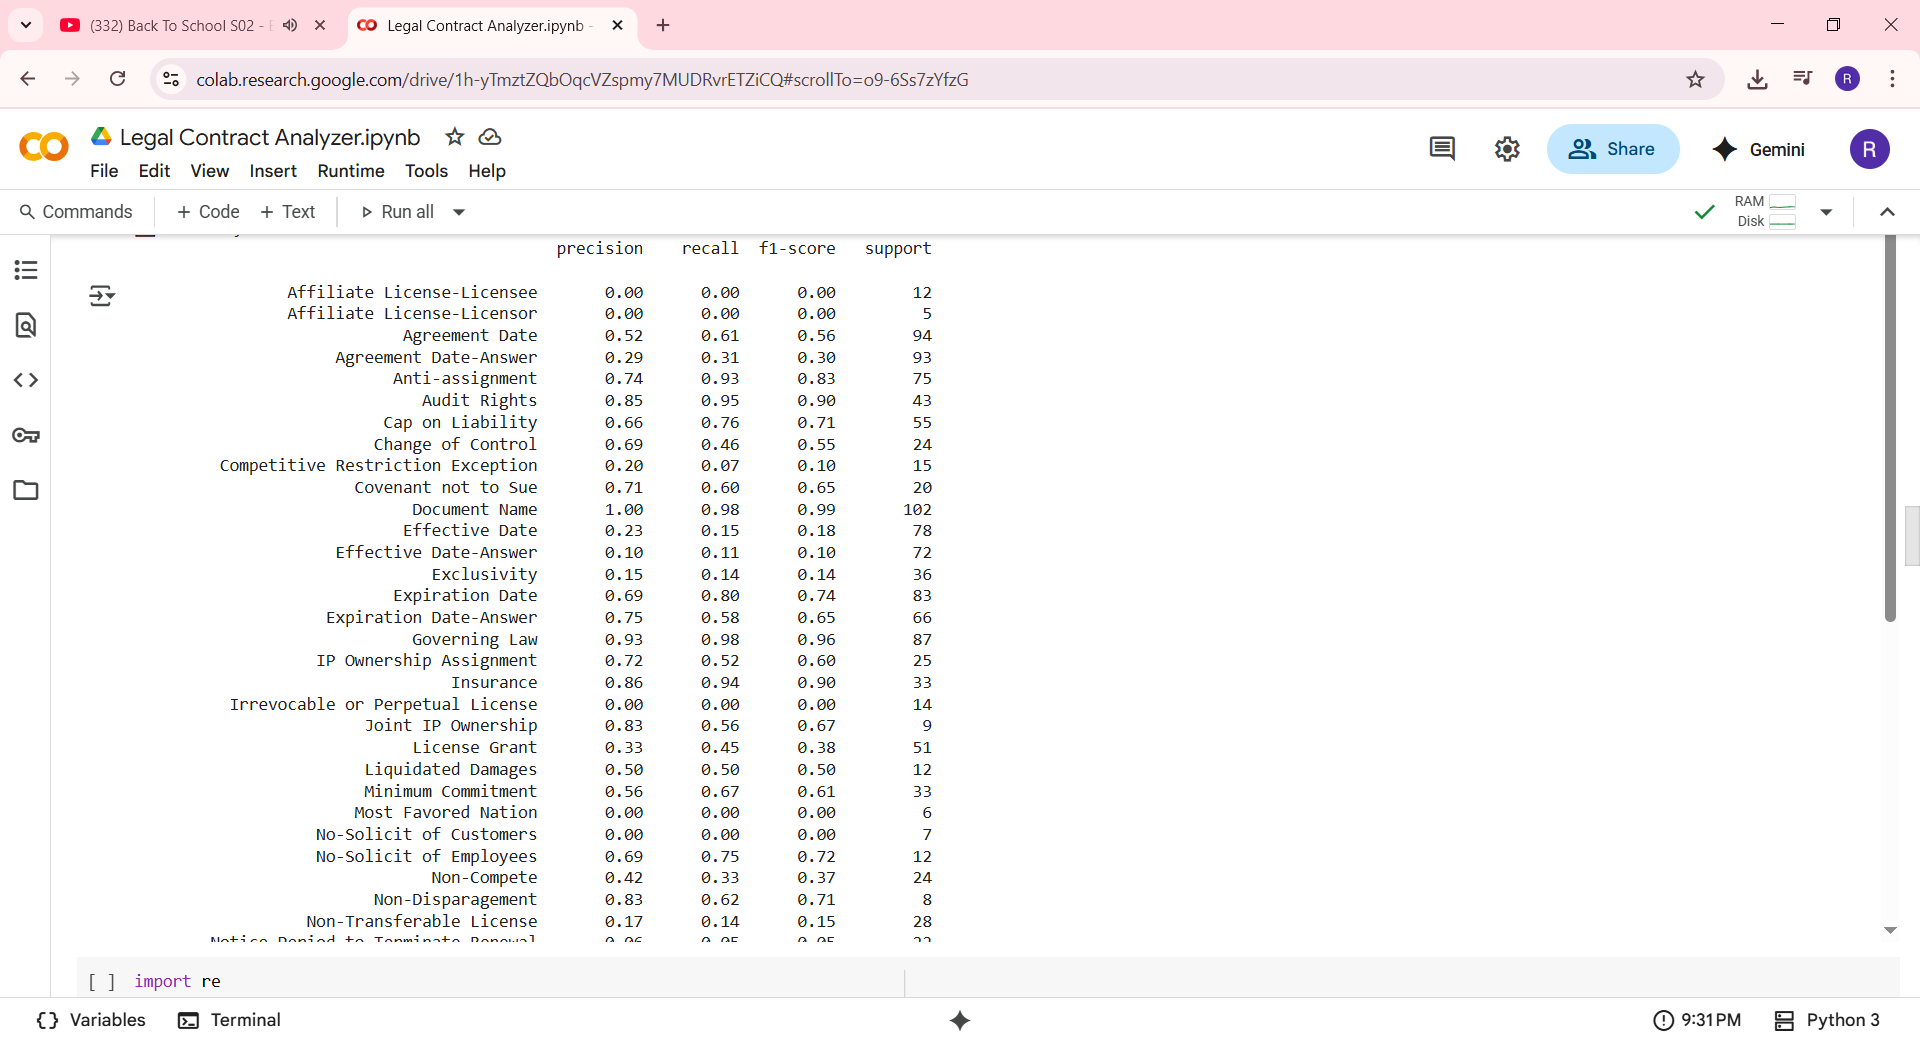 (332) Back To School S02 -
Legal Contract Analyzer.ipynb -
colab.research.google.com/drive/1h-yTmztZQbOqcVZspmy7MUDRvrETZiCQ#scrollTo=o9-6Ss7zYfzG
R
Legal Contract Analyzer.ipynb
File Edit View Insert Runtime Tools Help
Share
Gemini
R
Commands + Code + Text Run all
RAM
Disk
precision recall f1-score support
Affiliate License-Licensee 0.00 0.00 0.00 12
Affiliate License-Licensor 0.00 0.00 0.00 5
Agreement Date 0.52 0.61 0.56 94
Agreement Date-Answer 0.29 0.31 0.30 93
Anti-assignment 0.74 0.93 0.83 75
Audit Rights 0.85 0.95 0.90 43
Cap on Liability 0.66 0.76 0.71 55
Change of Control 0.69 0.46 0.55 24
Competitive Restriction Exception 0.20 0.07 0.10 15
Covenant not to Sue 0.71 0.60 0.65 20
Document Name 1.00 0.98 0.99 102
Effective Date 0.23 0.15 0.18 78
Effective Date-Answer 0.10 0.11 0.10 72
Exclusivity 0.15 0.14 0.14 36
Expiration Date 0.69 0.80 0.74 83
Expiration Date-Answer 0.75 0.58 0.65 66
Governing Law 0.93 0.98 0.96 87
IP Ownership Assignment 0.72 0.52 0.60 25
Insurance 0.86 0.94 0.90 33
Irrevocable or Perpetual License 0.00 0.00 0.00 14
Joint IP Ownership 0.83 0.56 0.67 9
License Grant 0.33 0.45 0.38 51
Liquidated Damages 0.50 0.50 0.50 12
Minimum Commitment 0.56 0.67 0.61 33
Most Favored Nation 0.00 0.00 0.00 6
No-Solicit of Customers 0.00 0.00 0.00 7
No-Solicit of Employees 0.69 0.75 0.72 12
Non-Compete 0.42 0.33 0.37 24
Non-Disparagement 0.83 0.62 0.71 8
Non-Transferable License 0.17 0.14 0.15 28
Notice Period to Terminate Renewal
[ ] import re
{} Variables Terminal
9:31 PM Python 3